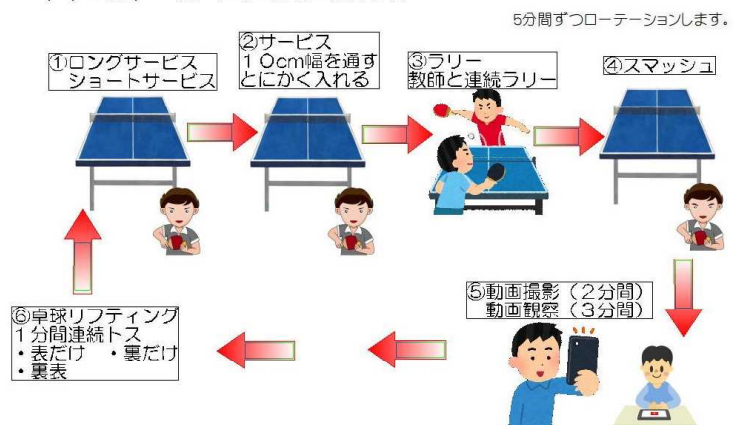 5分間ずつローテーションします。
①ロングサービス
ショートサービス
②サービス
１０cm幅を通す
とにかく入れる
③ラリー
教師と連続ラリー
④スマッシュ
⑤動画撮影（２分間）
動画観察（３分間）
⑥卓球リフティング
１分間連続トス
・表だけ　・裏だけ
・裏表